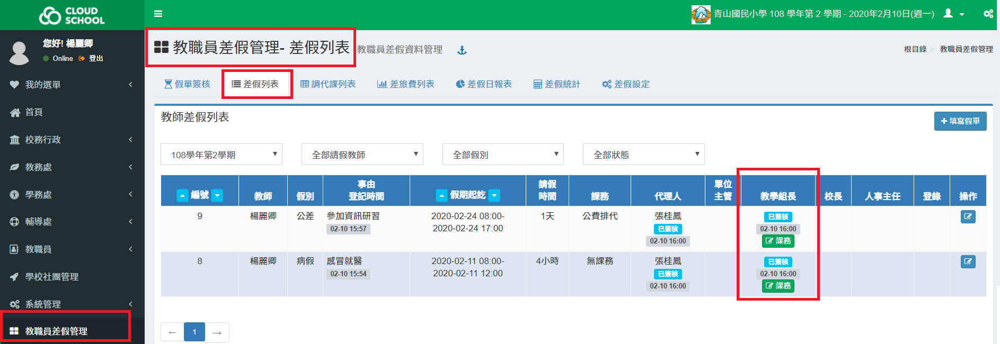 CLOUD
SCHOOL
青山國民小學 108 學年第 2 學期 - 2020年2月10日(週一)
您好! 楊麗卿
Online 登出
我的選單
首頁
校務行政
教務處
學務處
輔導處
教職員
學校社團管理
系統管理
教職員差假管理
教職員差假管理- 差假列表 教職員差假資料管理
根目錄 > 教職員差假管理
假單簽核 差假列表 調代課列表 差旅費列表 差假日報表 差假統計 差假設定
教師差假列表
填寫假單
108學年第2學期 全部請假教師 全部假別 全部狀態
編號 教師 假別 事由 登記時間 假期起訖 請假時間 課務 代理人 單位主管 教學組長 校長 人事主任 登錄 操作
9 楊麗卿 公差 參加資訊研習 2020-02-24 08:00- 1天 公費排代 張桂鳳 已簽核
02-10 15:57 2020-02-24 17:00 已簽核 02-10 16:00
02-10 16:00 課務
8 楊麗卿 病假 感冒就醫 2020-02-11 08:00- 4小時 無課務 張桂鳳 已簽核
02-10 15:54 2020-02-11 12:00 已簽核 02-10 16:00
02-10 16:00 課務
← 1 →